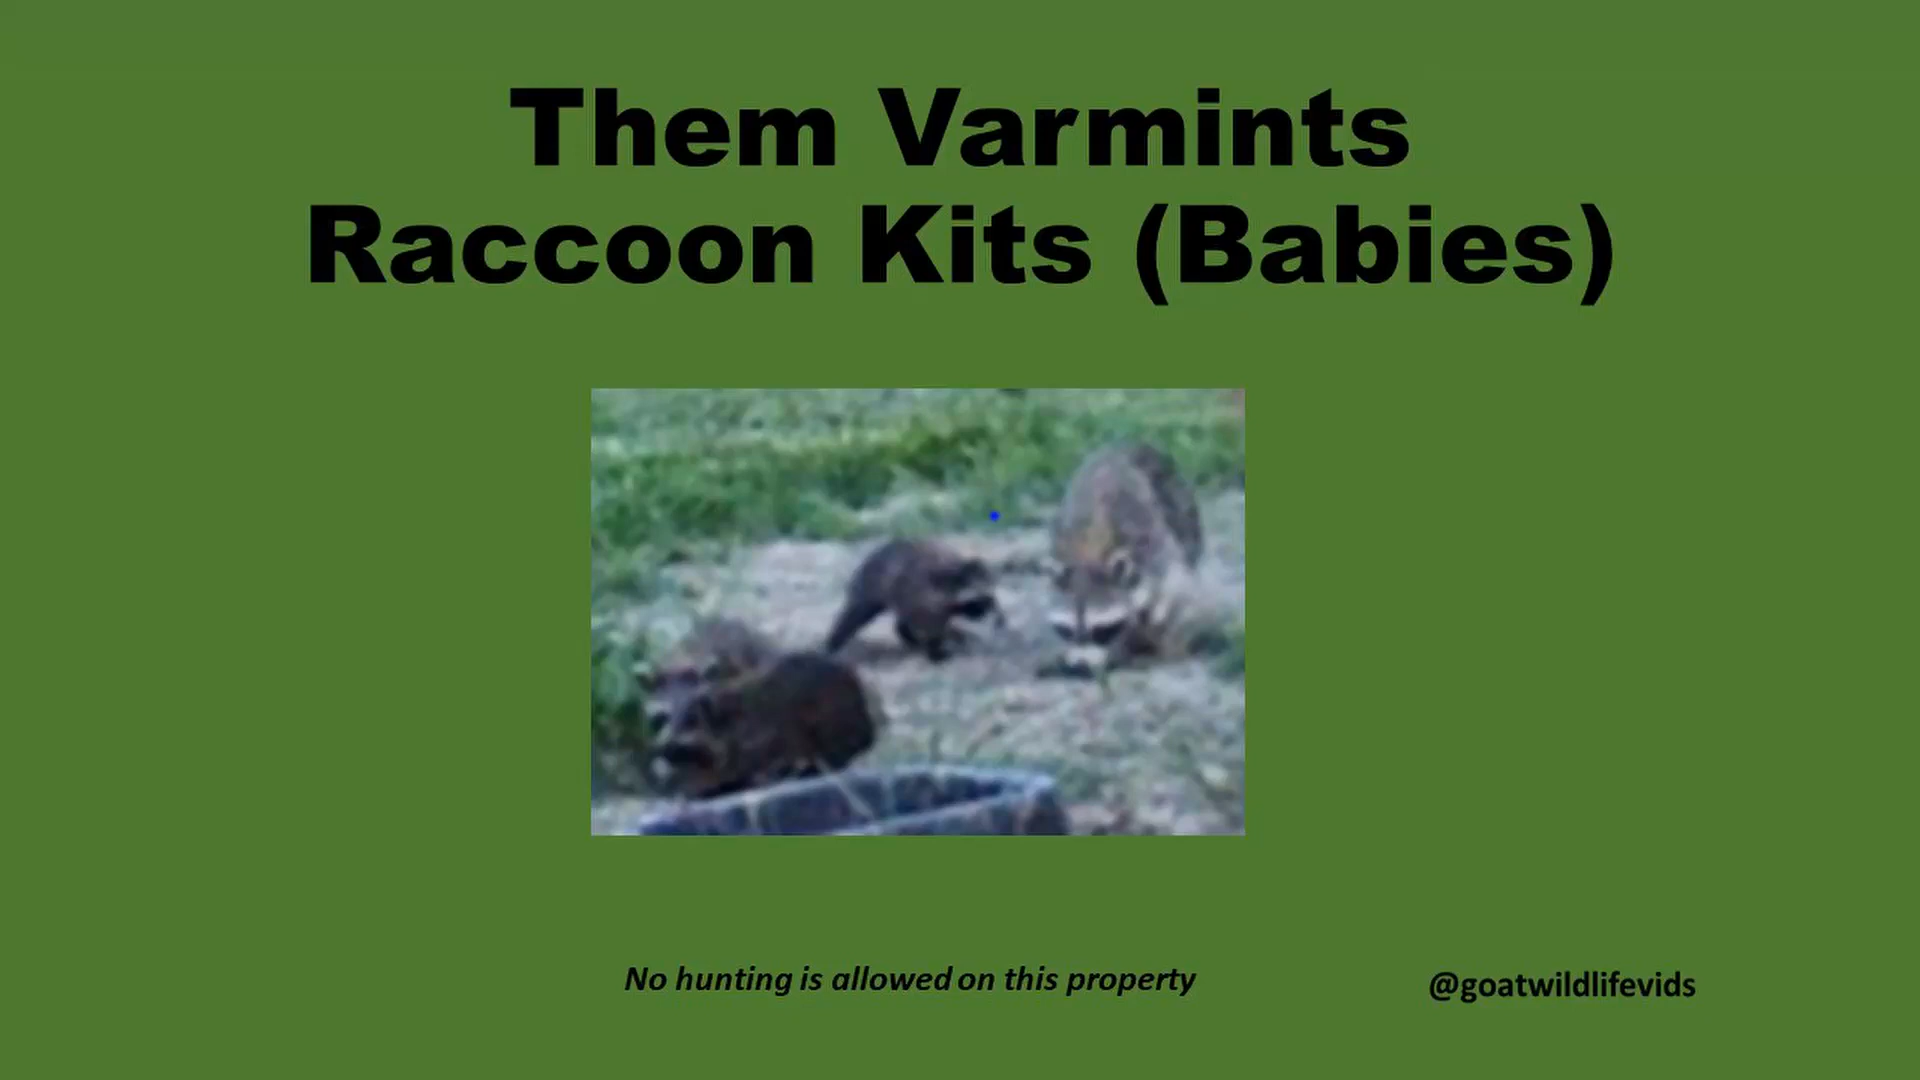 Them Varmints
Raccoon Kits (Babies)
No hunting is allowed on this property
@goatwildlifevids